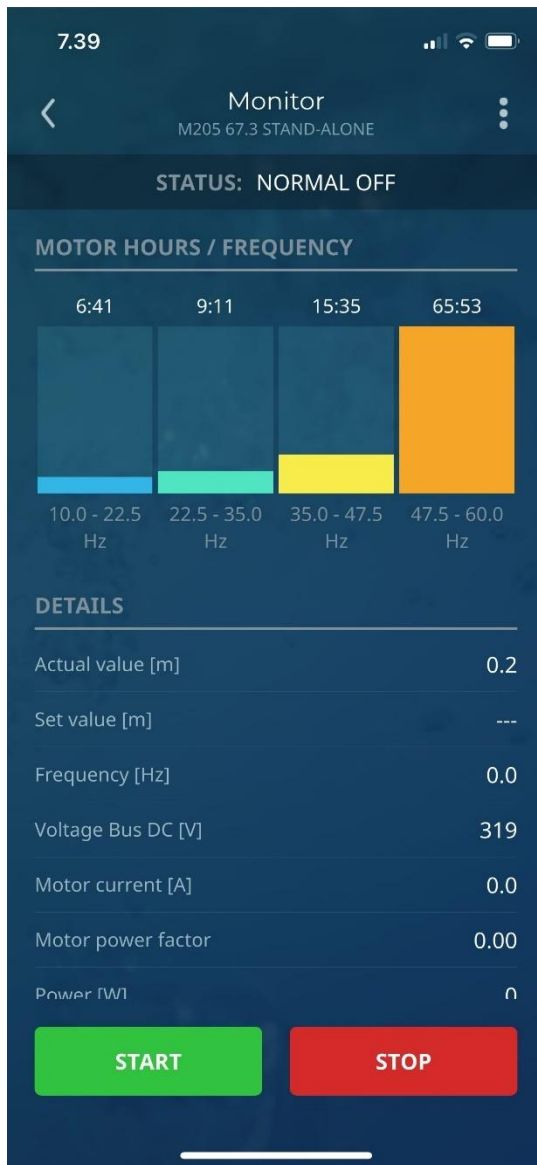 7.39
Monitor
M205 67.3 STAND-ALONE
STATUS: NORMAL OFF
MOTOR HOURS / FREQUENCY
6:41 9:11 15:35 65:53
10.0 - 22.5 22.5 - 35.0 35.0 - 47.5 47.5 - 60.0
Hz Hz Hz Hz
DETAILS
Actual value [m] 0.2
Set value [m] ---
Frequency [Hz] 0.0
Voltage Bus DC [V] 319
Motor current [A] 0.0
Motor power factor 0.00
Power [W] 0
START STOP